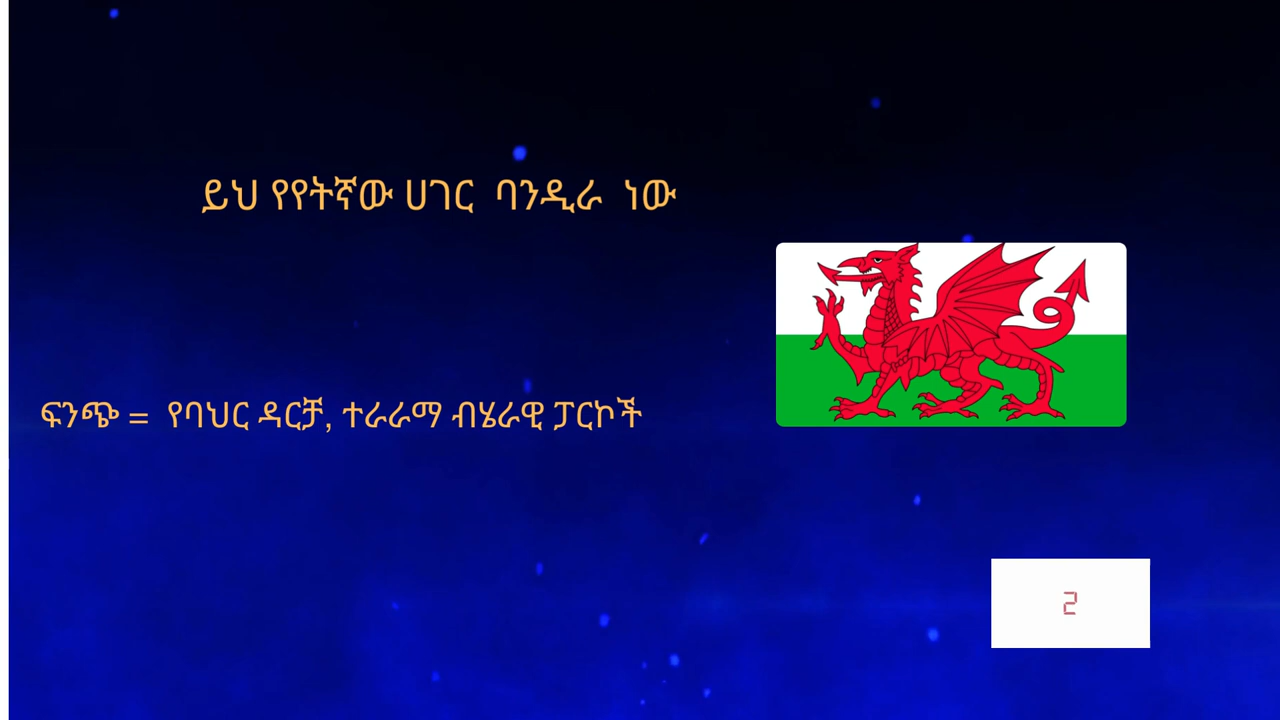 ይህ የየትኛው ሀገር ባንዲራ ነው
ፍንጭ = የባህር ዳርቻ, ተራራማ ብሄራዊ ፓርኮች
2